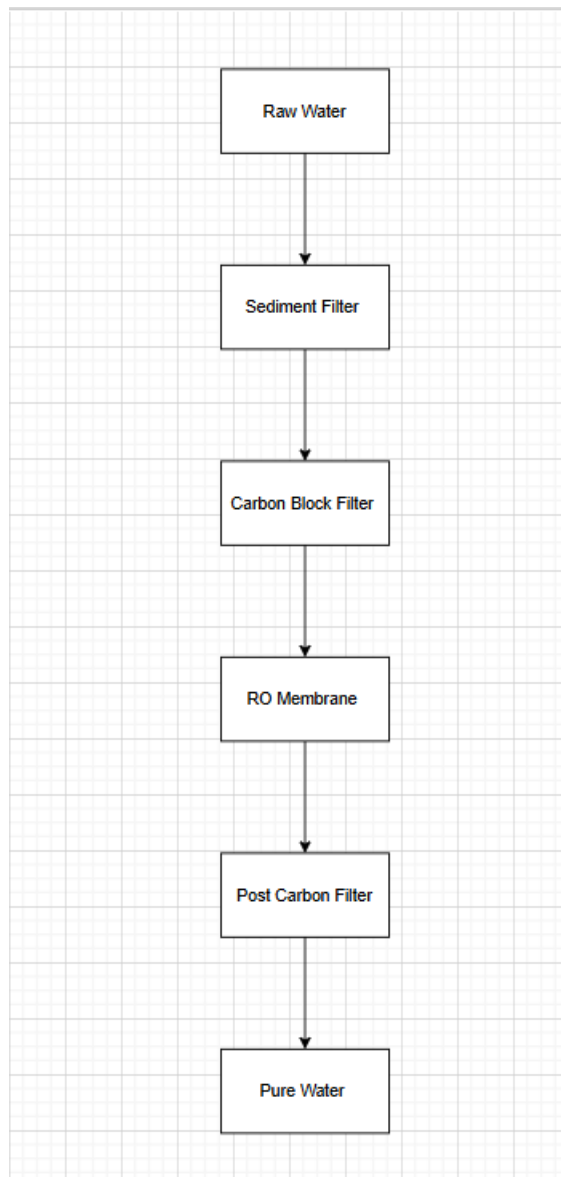 Raw Water
Sediment Filter
Carbon Block Filter
RO Membrane
Post Carbon Filter
Pure Water